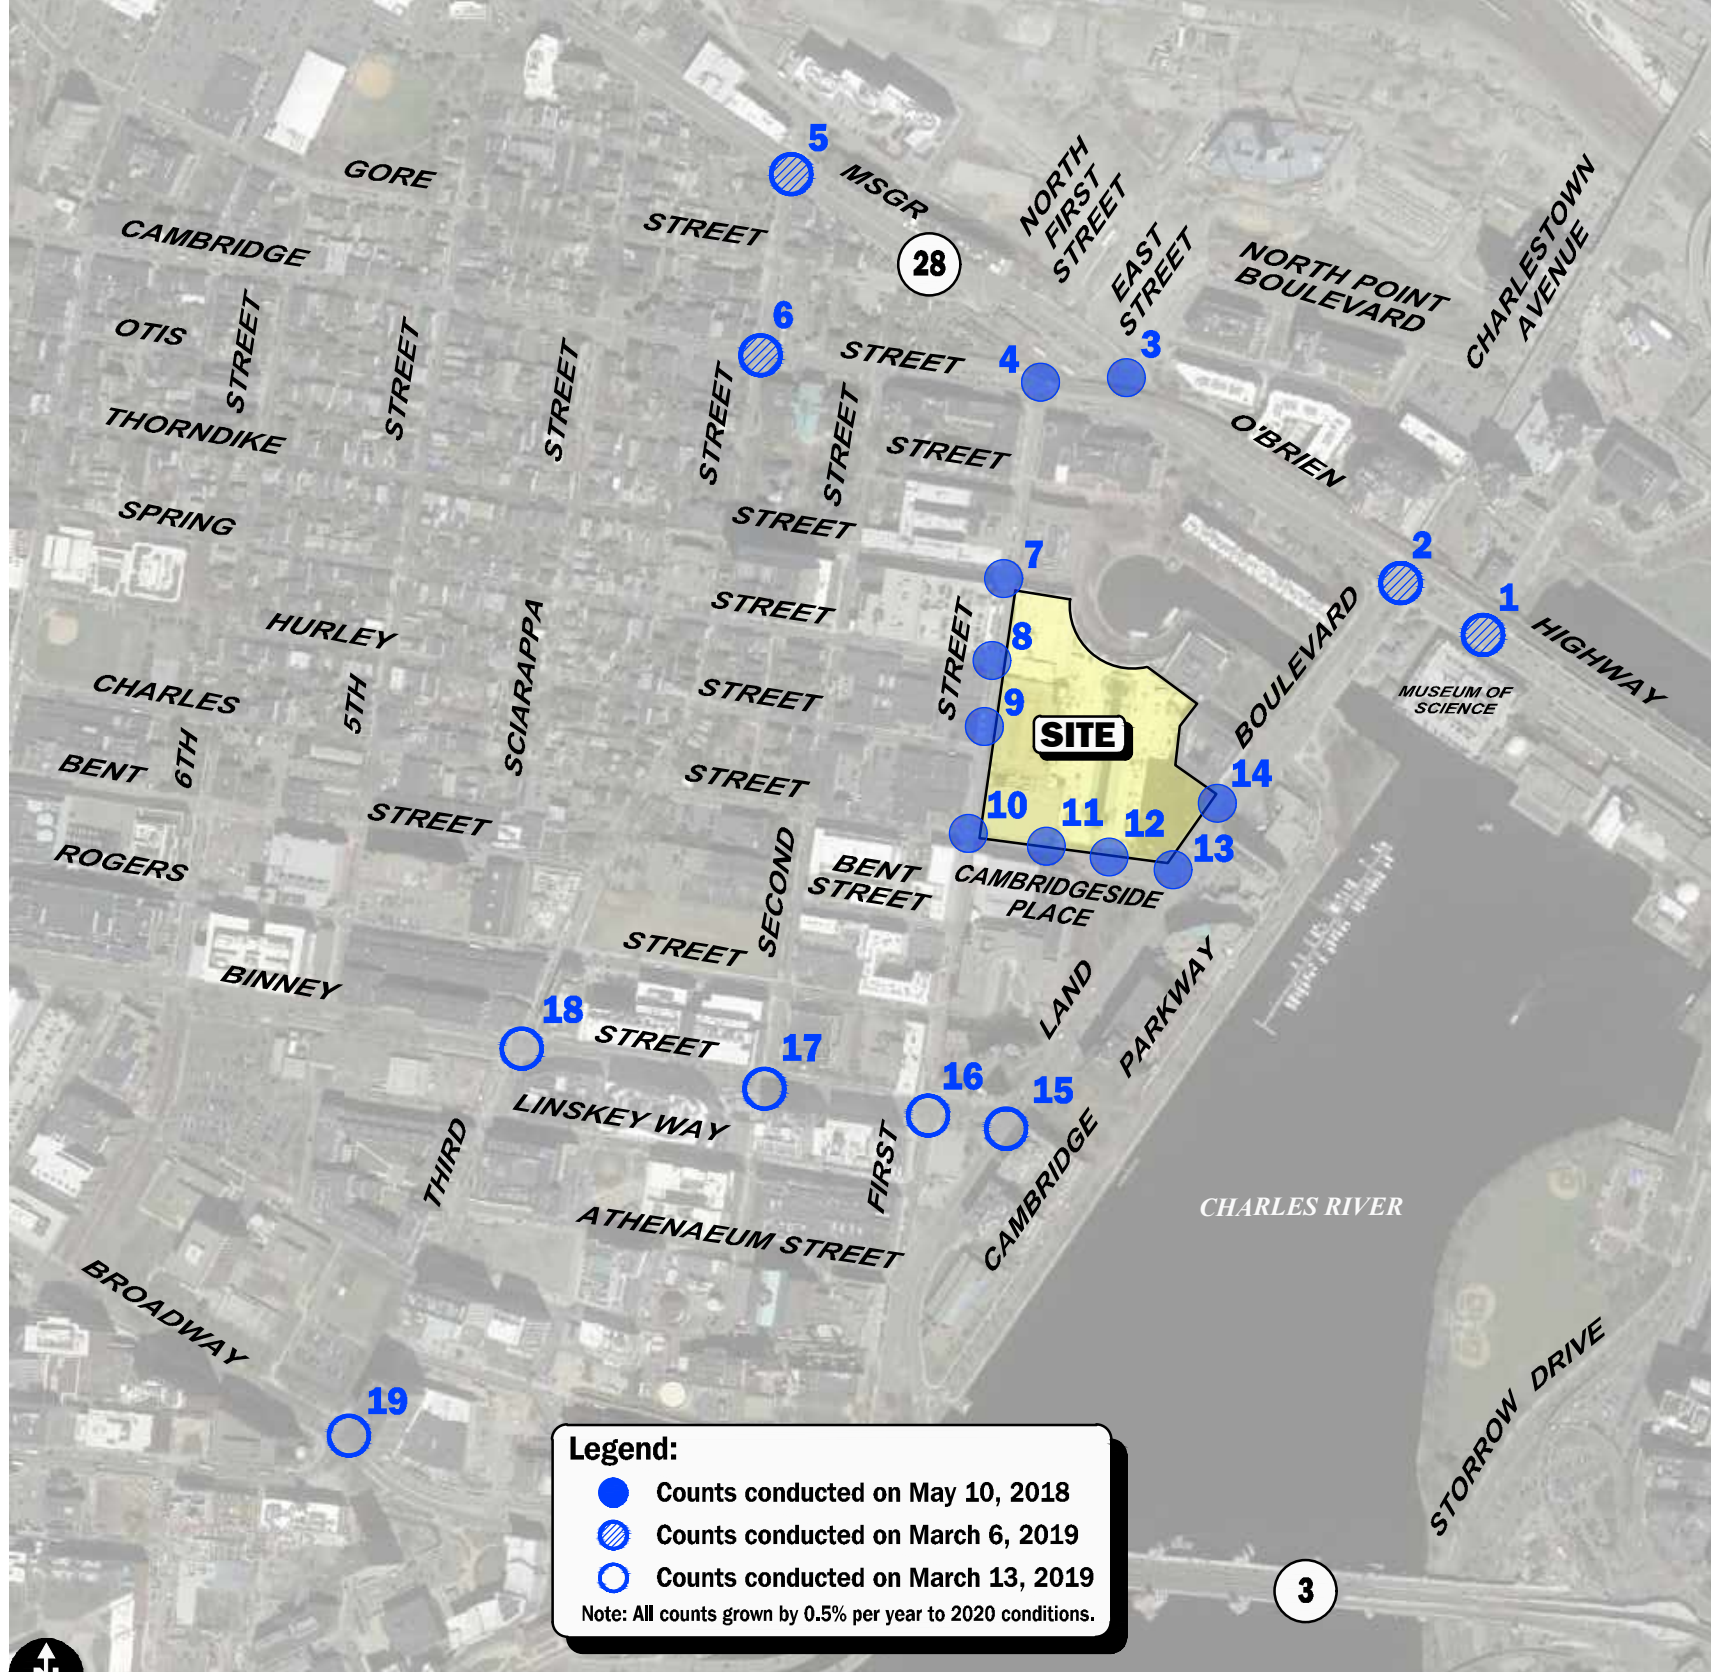 5
GORE
MSGR
NORTH
FIRST
STREET
CHARLESTOWN
AVENUE
STREET
CAMBRIDGE
28
EAST
STREET
NORTH POINT
BOULEVARD
6
OTIS
STREET
STREET
STREET
STREET
STREET
STREET
4
3
THORNDIKE
STREET
O'BRIEN
SPRING
STREET
7
2
1
HURLEY
SCIARAPPA
STREET
STREET
8
BOULEVARD
HIGHWAY
CHARLES
5TH
STREET
9
SITE
MUSEUM OF
SCIENCE
BENT
6TH
STREET
STREET
14
10
11
12
13
ROGERS
SECOND
BENT
STREET
CAMBRIDGESIDE
PLACE
STREET
BINNEY
LAND
PARKWAY
18
STREET
17
16
15
LINSKEY WAY
THIRD
FIRST
CAMBRIDGE
CHARLES RIVER
ATHENAEUM STREET
BROADWAY
STORROW DRIVE
19
Legend:
Counts conducted on May 10, 2018
Counts conducted on March 6, 2019
Counts conducted on March 13, 2019
Note: All counts grown by 0.5% per year to 2020 conditions.
3